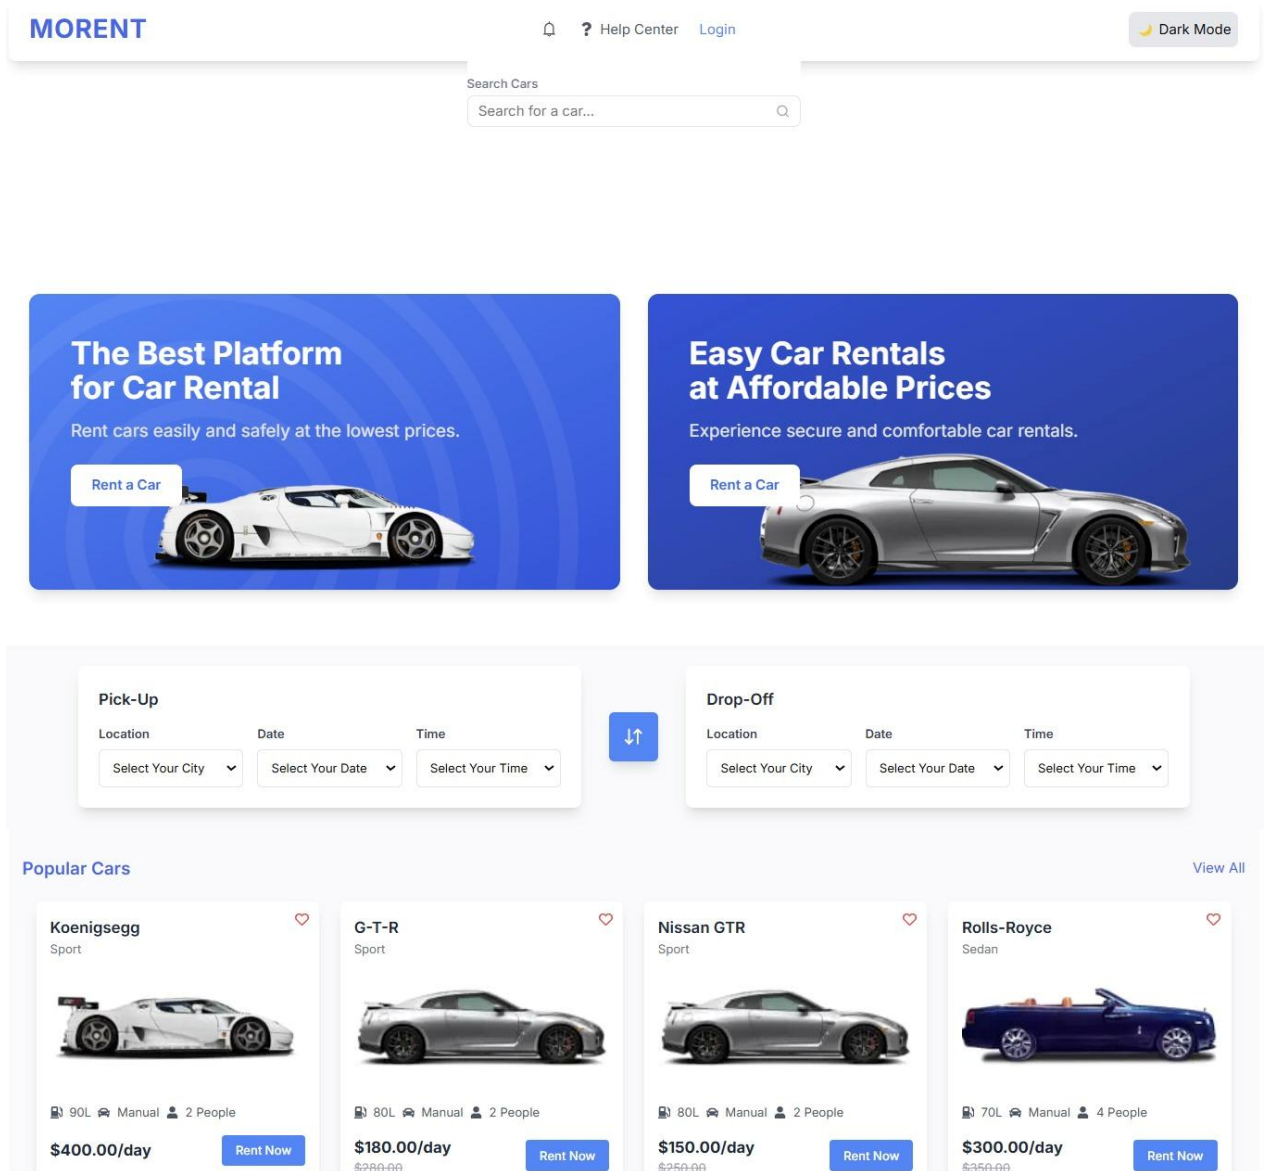 MORENT
Help Center
Login
🌙 Dark Mode
Search Cars
Search for a car...
The Best Platform
for Car Rental
Rent cars easily and safely at the lowest prices.
Rent a Car
Easy Car Rentals
at Affordable Prices
Experience secure and comfortable car rentals.
Rent a Car
Pick-Up
Location
Date
Time
Select Your City
Select Your Date
Select Your Time
Drop-Off
Location
Date
Time
Select Your City
Select Your Date
Select Your Time
Popular Cars
View All
Koenigsegg
Sport
90L Manual 2 People
$400.00/day
Rent Now
G-T-R
Sport
80L Manual 2 People
$180.00/day
$280.00
Rent Now
Nissan GTR
Sport
80L Manual 2 People
$150.00/day
$250.00
Rent Now
Rolls-Royce
Sedan
70L Manual 4 People
$300.00/day
$350.00
Rent Now